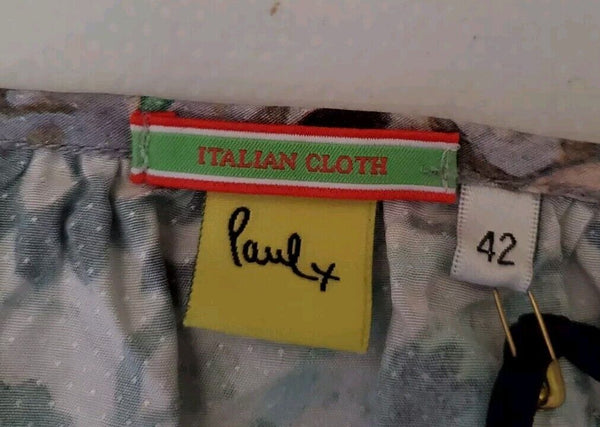 ITALIAN CLOTH
Paul x
42